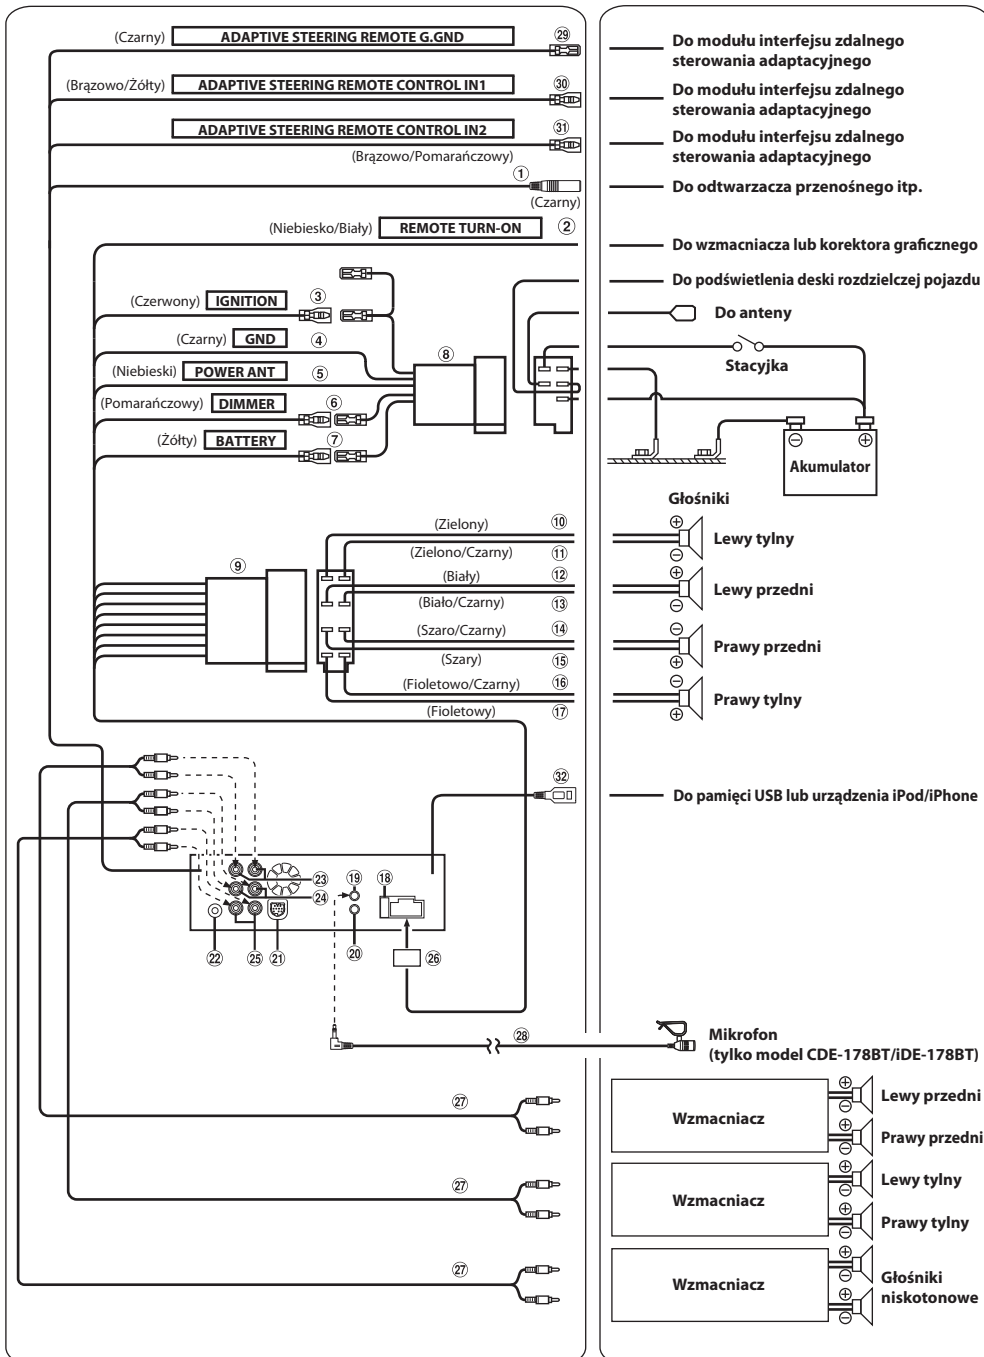 (Czarny) ADAPTIVE STEERING REMOTE G.GND ㉙
Do modułu interfejsu zdalnego
sterowania adaptacyjnego
(Brązowo/Żółty) ADAPTIVE STEERING REMOTE CONTROL IN1 ㉚
Do modułu interfejsu zdalnego
sterowania adaptacyjnego
ADAPTIVE STEERING REMOTE CONTROL IN2 ㉛
(Brązowo/Pomarańczowy)
Do modułu interfejsu zdalnego
sterowania adaptacyjnego
①
(Czarny)
Do odtwarzacza przenośnego itp.
(Niebiesko/Biały) REMOTE TURN-ON ②
Do wzmacniacza lub korektora graficznego
Do podświetlenia deski rozdzielczej pojazdu
(Czerwony) IGNITION ③
Do anteny
(Czarny) GND ④
⑧
Stacyjka
(Niebieski) POWER ANT ⑤
(Pomarańczowy) DIMMER ⑥
(Żółty) BATTERY ⑦
⊖ ⊕
Akumulator
Głośniki
(Zielony) ⑩
(Zielono/Czarny) ⑪
⊕
Lewy tylny
⊖
⑨
(Biały) ⑫
(Biało/Czarny) ⑬
⊕
Lewy przedni
⊖
(Szaro/Czarny) ⑭
(Szary) ⑮
⊖
Prawy przedni
⊕
(Fioletowo/Czarny) ⑯
(Fioletowy) ⑰
⊖
Prawy tylny
⊕
㉜
Do pamięci USB lub urządzenia iPod/iPhone
㉓ ⑲ ⑱
㉔
㉒ ㉕ ㉑ ⑳ ㉖
㉘
Mikrofon
(tylko model CDE-178BT/iDE-178BT)
㉗
Wzmacniacz
⊕
Lewy przedni
⊖
⊕
Prawy przedni
⊖
㉗
Wzmacniacz
⊕
Lewy tylny
⊖
⊕
Prawy tylny
⊖
㉗
Wzmacniacz
⊕
⊖
Głośniki
niskotonowe
⊕
⊖